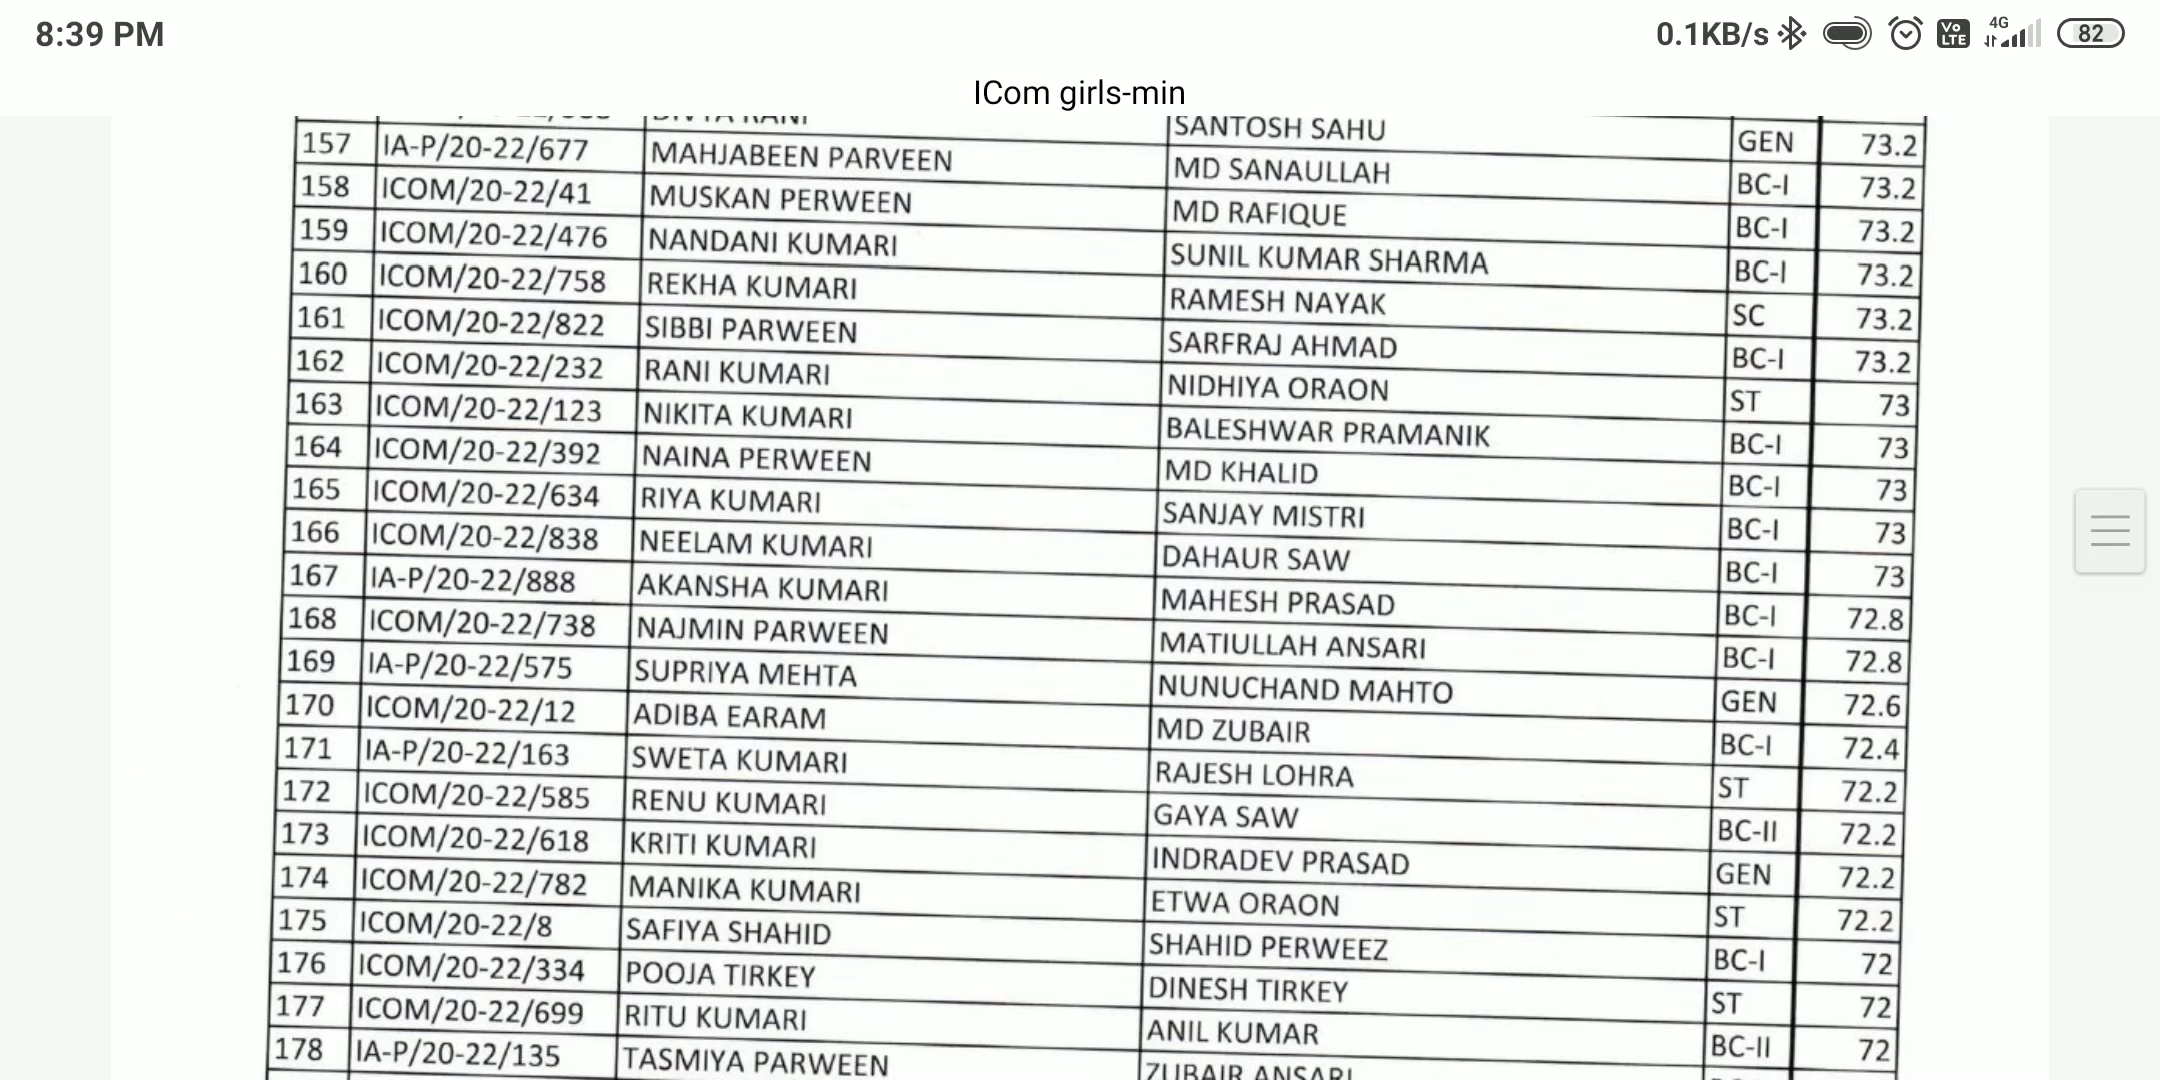 8:39 PM 0.1KB/s Vo LTE 4G 82
ICom girls-min
DIVYA RANI SANTOSH SAHU GEN 73.2
157 IA-P/20-22/677 MAHJABEEN PARVEEN MD SANAULLAH BC-I 73.2
158 ICOM/20-22/41 MUSKAN PERWEEN MD RAFIQUE BC-I 73.2
159 ICOM/20-22/476 NANDANI KUMARI SUNIL KUMAR SHARMA BC-I 73.2
160 ICOM/20-22/758 REKHA KUMARI RAMESH NAYAK SC 73.2
161 ICOM/20-22/822 SIBBI PARWEEN SARFRAJ AHMAD BC-I 73.2
162 ICOM/20-22/232 RANI KUMARI NIDHIYA ORAON ST 73
163 ICOM/20-22/123 NIKITA KUMARI BALESHWAR PRAMANIK BC-I 73
164 ICOM/20-22/392 NAINA PERWEEN MD KHALID BC-I 73
165 ICOM/20-22/634 RIYA KUMARI SANJAY MISTRI BC-I 73
166 ICOM/20-22/838 NEELAM KUMARI DAHAUR SAW BC-I 73
167 IA-P/20-22/888 AKANSHA KUMARI MAHESH PRASAD BC-I 72.8
168 ICOM/20-22/738 NAJMIN PARWEEN MATIULLAH ANSARI BC-I 72.8
169 IA-P/20-22/575 SUPRIYA MEHTA NUNUCHAND MAHTO GEN 72.6
170 ICOM/20-22/12 ADIBA EARAM MD ZUBAIR BC-I 72.4
171 IA-P/20-22/163 SWETA KUMARI RAJESH LOHRA ST 72.2
172 ICOM/20-22/585 RENU KUMARI GAYA SAW BC-II 72.2
173 ICOM/20-22/618 KRITI KUMARI INDRADEV PRASAD GEN 72.2
174 ICOM/20-22/782 MANIKA KUMARI ETWA ORAON ST 72.2
175 ICOM/20-22/8 SAFIYA SHAHID SHAHID PERWEEZ BC-I 72
176 ICOM/20-22/334 POOJA TIRKEY DINESH TIRKEY ST 72
177 ICOM/20-22/699 RITU KUMARI ANIL KUMAR BC-II 72
178 IA-P/20-22/135 TASMIYA PARWEEN ZUBAIR ANSARI